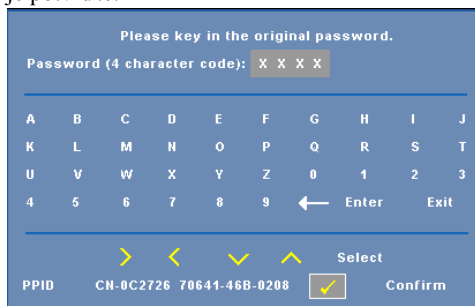 Please key in the original password.
Password (4 character code): X X X X
A B C D E F G H I J
K L M N O P Q R S T
U V W X Y Z 0 1 2 3
4 5 6 7 8 9 ← Enter Exit
Select
PPID CN-0C2726 70641-46B-0208 ✓ Confirm